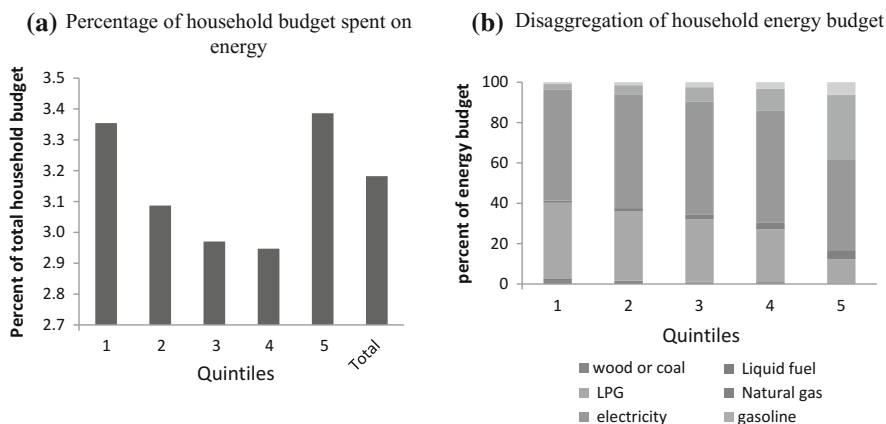 (a) Percentage of household budget spent on
energy
Percent of total household budget
3.5
3.4
3.3
3.2
3.1
3.0
2.9
2.8
2.7
1 2 3 4 5 Total
Quintiles
(b) Disaggregation of household energy budget
percent of energy budget
100
80
60
40
20
0
1 2 3 4 5
Quintiles
wood or coal Liquid fuel
LPG Natural gas
electricity gasoline